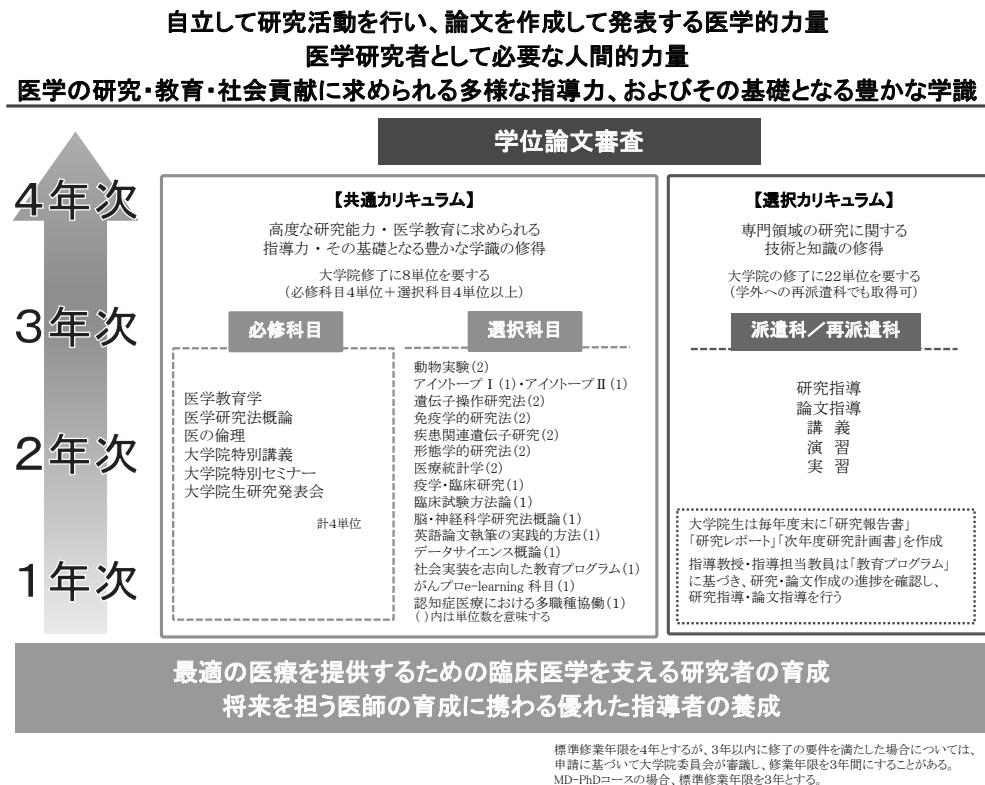 自立して研究活動を行い、論文を作成して発表する医学的力量
医学研究者として必要な人間的力量
医学の研究・教育・社会貢献に求められる多様な指導力、およびその基礎となる豊かな学識
学位論文審査
4年次
3年次
2年次
1年次
【共通カリキュラム】
高度な研究能力・医学教育に求められる
指導力・その基礎となる豊かな学識の修得
大学院修了に8単位を要する
（必修科目4単位＋選択科目4単位以上）
必修科目
医学教育学
医学研究法概論
医の倫理
大学院特別講義
大学院特別セミナー
大学院生研究発表会
計4単位
選択科目
動物実験(2)
アイソトープⅠ(1)・アイソトープⅡ(1)
遺伝子操作研究法(2)
免疫学的研究法(2)
疾患関連遺伝子研究(2)
形態学的研究法(2)
医療統計学(2)
疫学・臨床研究(1)
臨床試験方法論(1)
脳・神経科学研究法概論(1)
英語論文執筆の実践的方法(1)
データサイエンス概論(1)
社会実装を志向した教育プログラム(1)
がんプロe-learning 科目(1)
認知症医療における多職種協働(1)
( )内は単位数を意味する
【選択カリキュラム】
専門領域の研究に関する
技術と知識の修得
大学院の修了に22単位を要する
（学外への再派遣科でも取得可）
派遣科／再派遣科
研究指導
論文指導
講　義
演　習
実　習
大学院生は毎年度末に「研究報告書」
「研究レポート」「次年度研究計画書」を作成
指導教授・指導担当教員は「教育プログラム」
に基づき、研究・論文作成の進捗を確認し、
研究指導・論文指導を行う
最適の医療を提供するための臨床医学を支える研究者の育成
将来を担う医師の育成に携わる優れた指導者の養成
標準修業年限を4年とするが、3年以内に修了の要件を満たした場合については、
申請に基づいて大学院委員会が審議し、修業年限を3年間にすることがある。
MD-PhDコースの場合、標準修業年限を3年とする。